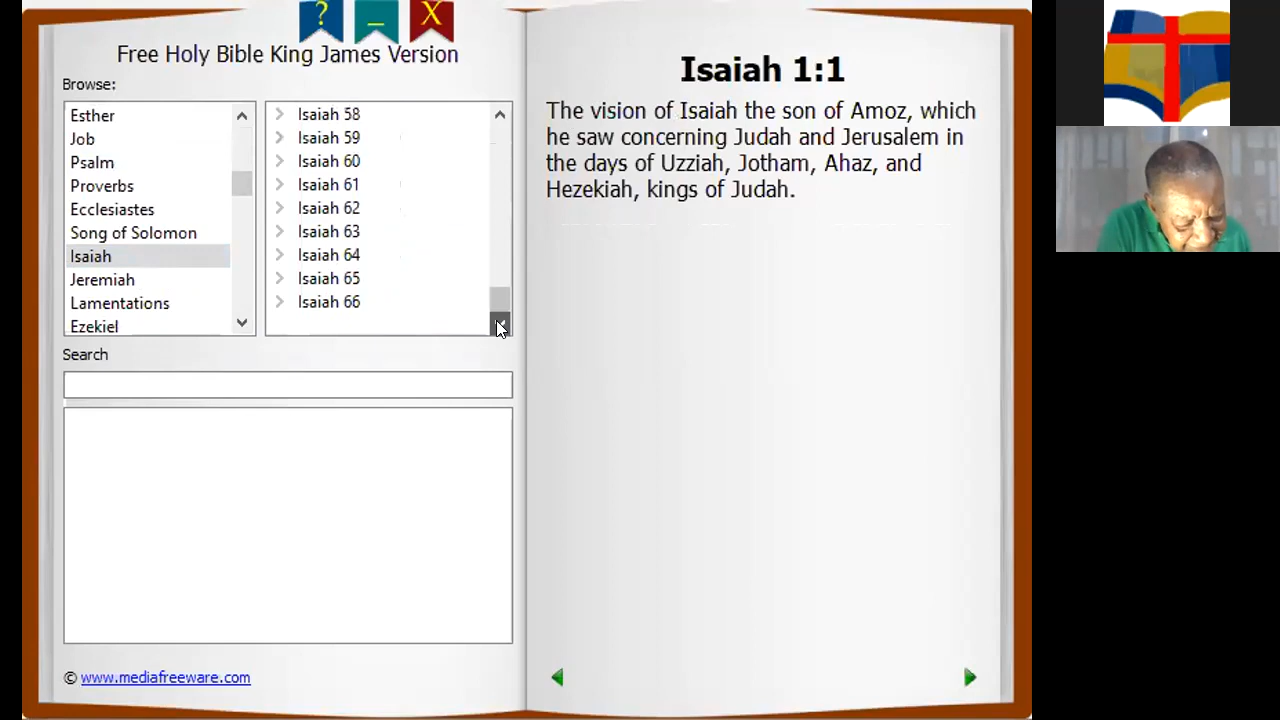 ? _ X
Free Holy Bible King James Version
Browse:
Esther
Job
Psalm
Proverbs
Ecclesiastes
Song of Solomon
Isaiah
Jeremiah
Lamentations
Ezekiel
Isaiah 58
Isaiah 59
Isaiah 60
Isaiah 61
Isaiah 62
Isaiah 63
Isaiah 64
Isaiah 65
Isaiah 66
Search
© www.mediafreeware.com
Isaiah 1:1
The vision of Isaiah the son of Amoz, which
he saw concerning Judah and Jerusalem in
the days of Uzziah, Jotham, Ahaz, and
Hezekiah, kings of Judah.